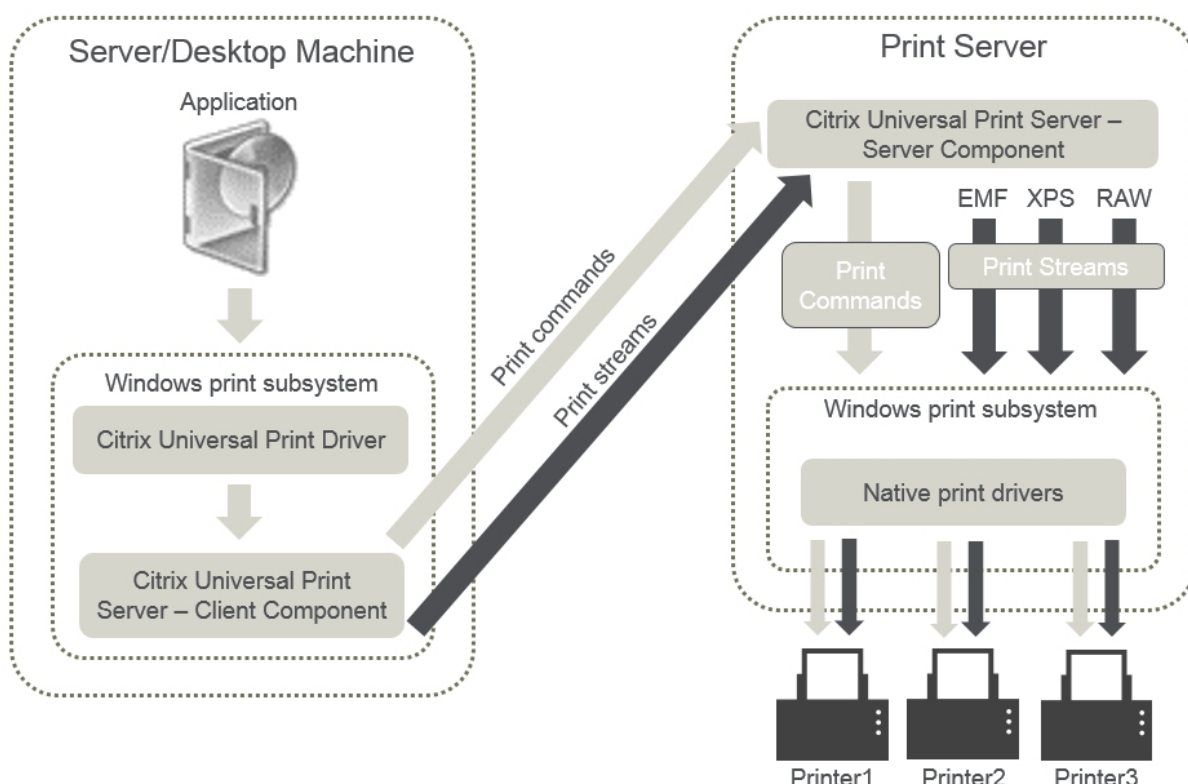 Server/Desktop Machine
Application
Windows print subsystem
Citrix Universal Print Driver
Citrix Universal Print
Server – Client Component
Print commands
Print streams
Print Server
Citrix Universal Print Server –
Server Component
EMF XPS RAW
Print
Commands
Print Streams
Windows print subsystem
Native print drivers
Printer1 Printer2 Printer3